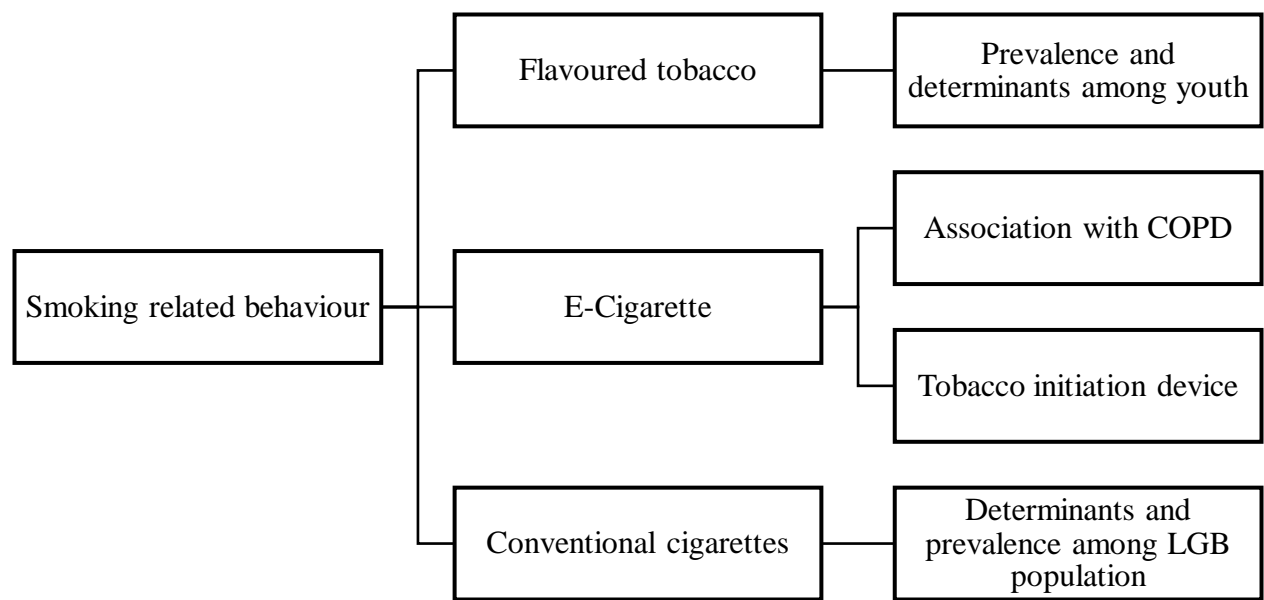 Flavoured tobacco
Prevalence and
determinants among youth
Association with COPD
Smoking related behaviour
E-Cigarette
Tobacco initiation device
Conventional cigarettes
Determinants and
prevalence among LGB
population